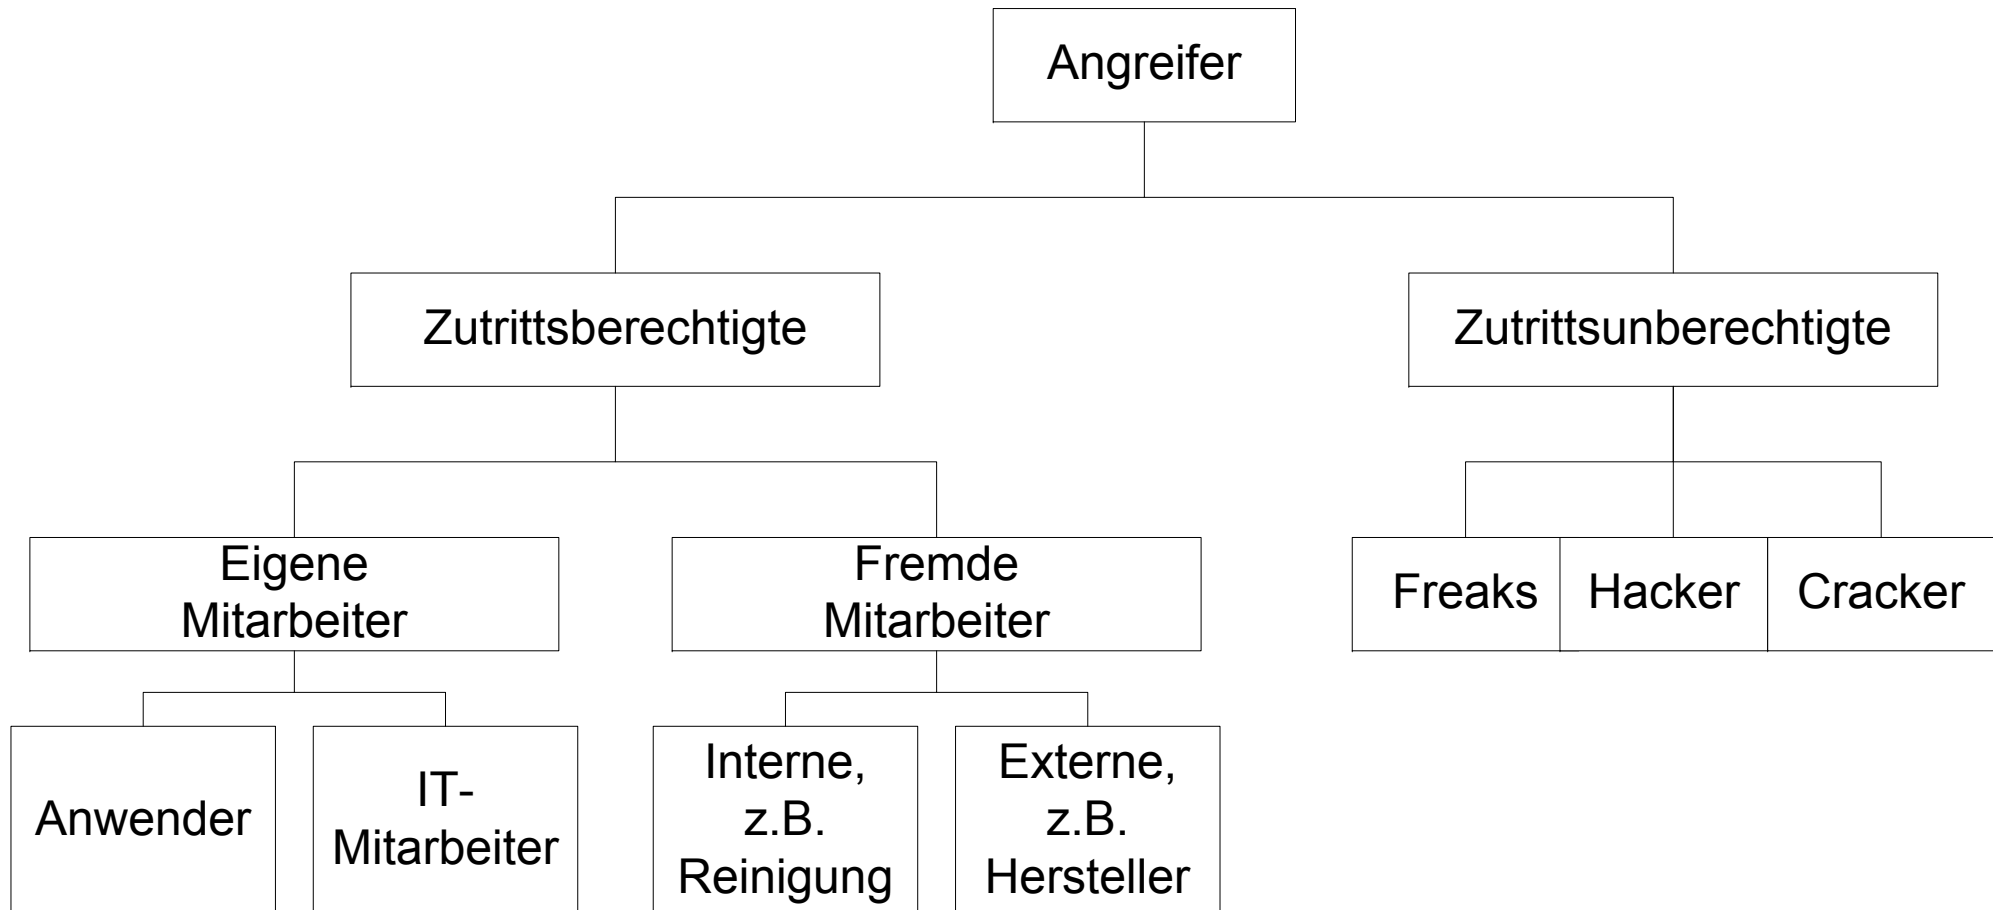 Angreifer
Zutrittsberechtigte
Zutrittsunberechtigte
Eigene
Mitarbeiter
Fremde
Mitarbeiter
Freaks
Hacker
Cracker
Anwender
IT-
Mitarbeiter
Interne,
z.B.
Reinigung
Externe,
z.B.
Hersteller